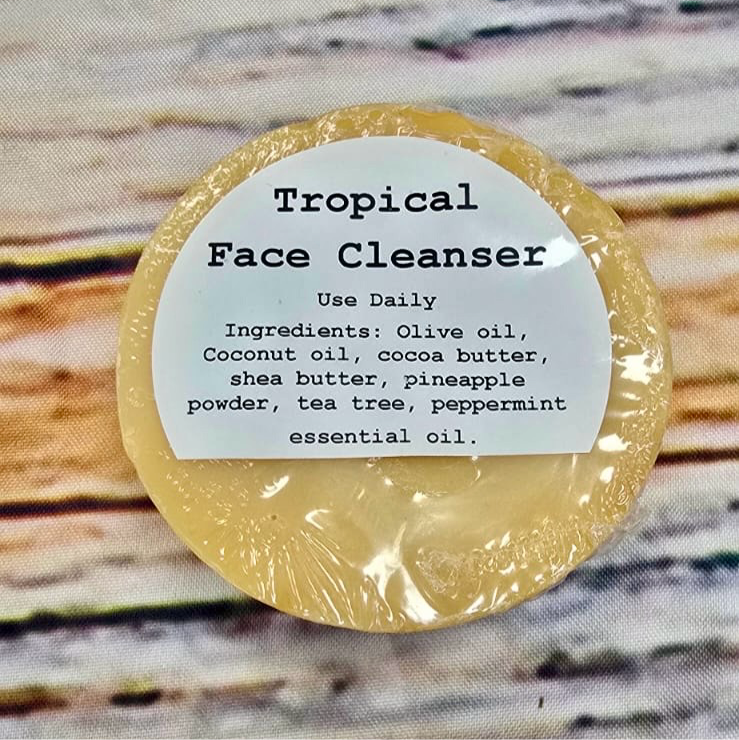 Tropical
Face Cleanser
Use Daily
Ingredients: Olive oil,
Coconut oil, cocoa butter,
shea butter, pineapple
powder, tea tree, peppermint
essential oil.